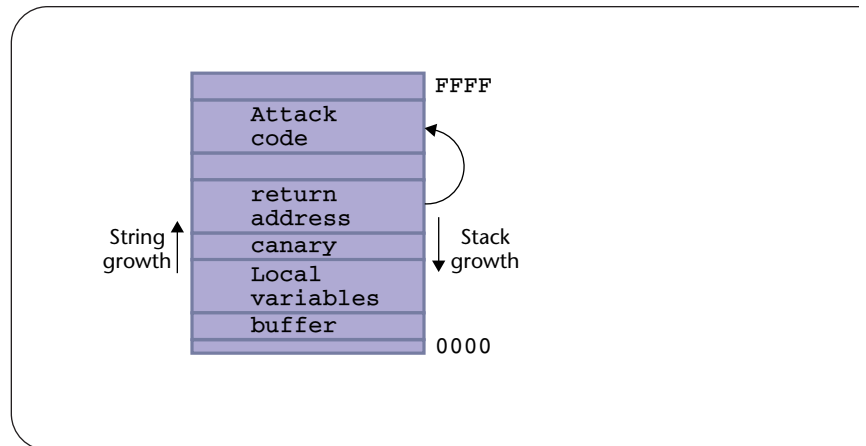 FFFF
Attack
code
return
address
String
growth
canary
Stack
growth
Local
variables
buffer
0000